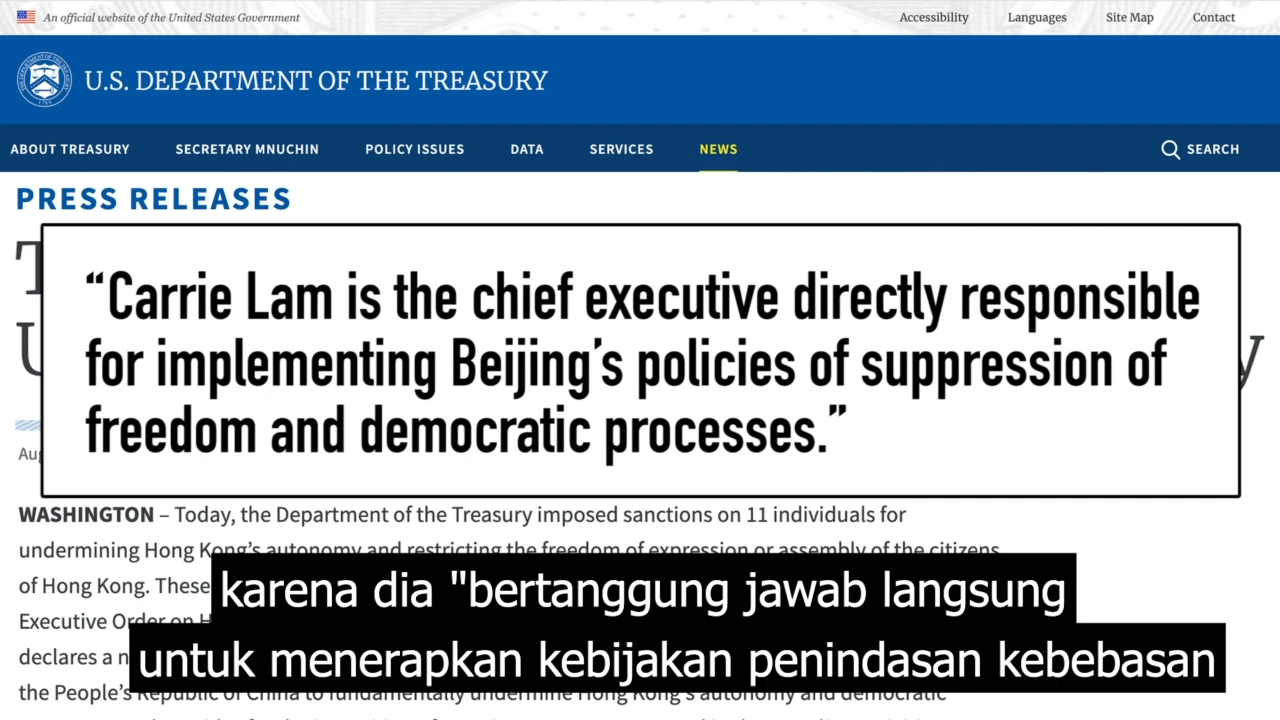 An official website of the United States Government
Accessibility Languages Site Map Contact
U.S. DEPARTMENT OF THE TREASURY
ABOUT TREASURY SECRETARY MNUCHIN POLICY ISSUES DATA SERVICES NEWS SEARCH
PRESS RELEASES
“Carrie Lam is the chief executive directly responsible
for implementing Beijing’s policies of suppression of
freedom and democratic processes.”
WASHINGTON – Today, the Department of the Treasury imposed sanctions on 11 individuals for
undermining Hong Kong’s autonomy and restricting the freedom of expression or assembly of the citizens
of Hong Kong. These
karena dia "bertanggung jawab langsung
Executive Order on
untuk menerapkan kebijakan penindasan kebebasan
declares a
the People’s Republic of China to fundamentally undermine Hong Kong’s autonomy and democratic